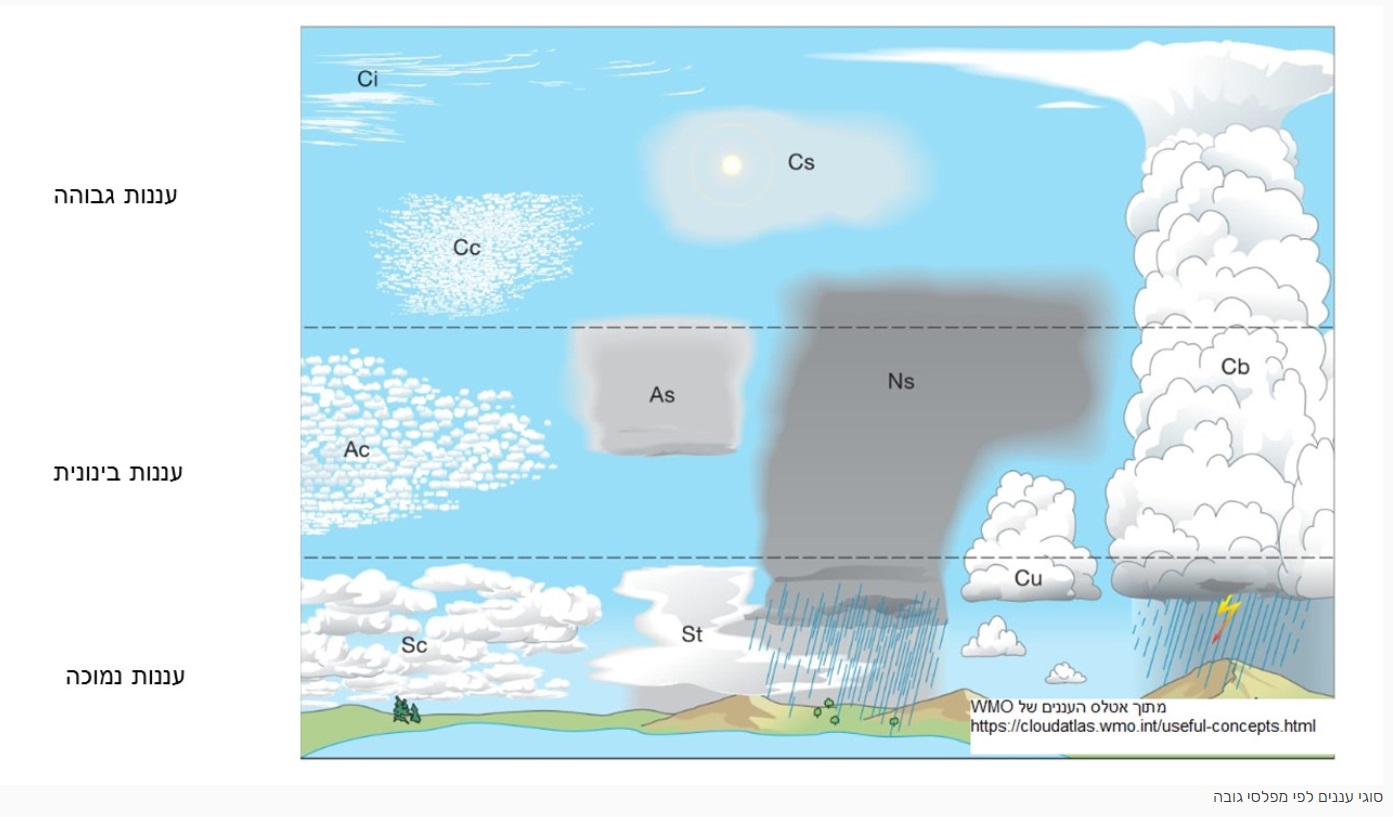 Ci
Cs
עננות גבוהה
Cc
Cb
Ns
As
Ac
עננות בינונית
Cu
St
Sc
עננות נמוכה
מתוך אטלס העננים של WMO
https://cloudatlas.wmo.int/useful-concepts.html
סוגי עננים לפי מפלסי גובה